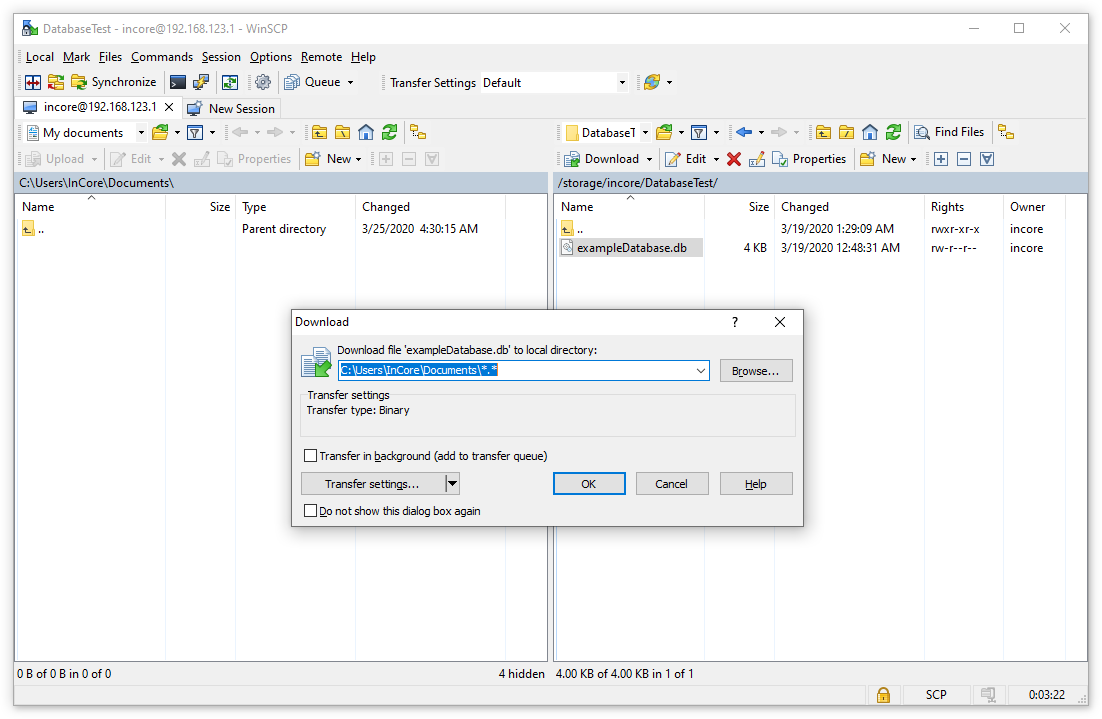 DatabaseTest - incore@192.168.123.1 - WinSCP
Local Mark Files Commands Session Options Remote Help
Synchronize Queue Transfer Settings Default
incore@192.168.123.1 New Session
My documents
DatabaseT Find Files
Upload Edit Properties New
Download Edit Properties New
C:\Users\InCore\Documents\
/storage/incore/DatabaseTest/
Name Size Type Changed
.. Parent directory 3/25/2020 4:30:15 AM
Name Size Changed Rights Owner
.. 3/19/2020 1:29:09 AM rwxr-xr-x incore
exampleDatabase.db 4 KB 3/19/2020 12:48:31 AM rw-r--r-- incore
Download ?
Download file 'exampleDatabase.db' to local directory:
C:\Users\InCore\Documents\*.* Browse...
Transfer settings
Transfer type: Binary
Transfer in background (add to transfer queue)
Transfer settings... OK Cancel Help
Do not show this dialog box again
0 B of 0 B in 0 of 0 4 hidden
4.00 KB of 4.00 KB in 1 of 1
SCP 0:03:22